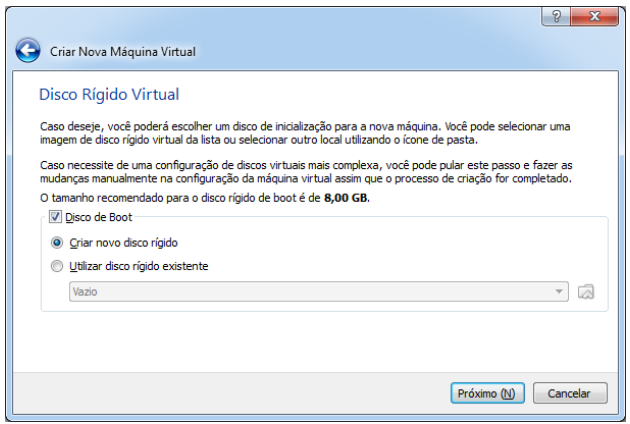 Criar Nova Máquina Virtual
Disco Rígido Virtual
Caso deseje, você poderá escolher um disco de inicialização para a nova máquina. Você pode selecionar uma
imagem de disco rígido virtual da lista ou selecionar outro local utilizando o ícone de pasta.
Caso necessite de uma configuração de discos virtuais mais complexa, você pode pular este passo e fazer as
mudanças manualmente na configuração da máquina virtual assim que o processo de criação for completado.
O tamanho recomendado para o disco rígido de boot é de 8,00 GB.
Disco de Boot
Criar novo disco rígido
Utilizar disco rígido existente
Vazio
Próximo (N) Cancelar